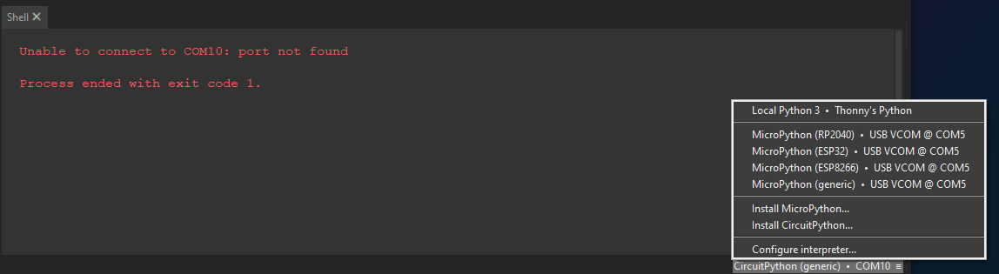 Shell ✕
Unable to connect to COM10: port not found
Process ended with exit code 1.
Local Python 3 • Thonny's Python
MicroPython (RP2040) • USB VCOM @ COM5
MicroPython (ESP32) • USB VCOM @ COM5
MicroPython (ESP8266) • USB VCOM @ COM5
MicroPython (generic) • USB VCOM @ COM5
Install MicroPython...
Install CircuitPython...
Configure interpreter...
CircuitPython (generic) • COM10 ≡